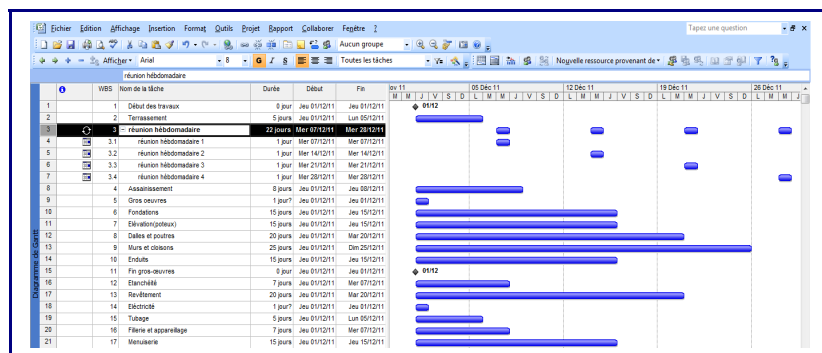 Fichier Edition Affichage Insertion Format Outils Projet Rapport Collaborer Fenêtre ? Tapez une question
Aucun groupe
Afficher Arial 8 G I S Toutes les tâches Nouvelle ressource provenant de
réunion hébdomadaire
WBS Nom de la tâche Durée Début Fin ov 11 05 Déc 11 12 Déc 11 19 Déc 11 26 Déc 11
M M J V S D L M M J V S D L M M J V S D L M M J V S D L M M J
1 1 Début des travaux 0 jour Jeu 01/12/11 Jeu 01/12/11 01/12
2 2 Terrassement 5 jours Jeu 01/12/11 Lun 05/12/11
3 3 − réunion hébdomadaire 22 jours Mer 07/12/11 Mer 28/12/11
4 3.1 réunion hébdomadaire 1 1 jour Mer 07/12/11 Mer 07/12/11
5 3.2 réunion hébdomadaire 2 1 jour Mer 14/12/11 Mer 14/12/11
6 3.3 réunion hébdomadaire 3 1 jour Mer 21/12/11 Mer 21/12/11
7 3.4 réunion hébdomadaire 4 1 jour Mer 28/12/11 Mer 28/12/11
8 4 Assainissement 8 jours Jeu 01/12/11 Jeu 08/12/11
9 5 Gros oeuvres 1 jour? Jeu 01/12/11 Jeu 01/12/11
10 6 Fondations 15 jours Jeu 01/12/11 Jeu 15/12/11
11 7 Elévation(poteux) 15 jours Jeu 01/12/11 Jeu 15/12/11
12 8 Dalles et poutres 20 jours Jeu 01/12/11 Mar 20/12/11
13 9 Murs et cloisons 25 jours Jeu 01/12/11 Dim 25/12/11
14 10 Enduits 15 jours Jeu 01/12/11 Jeu 15/12/11
15 11 Fin gros-œuvres 0 jour Jeu 01/12/11 Jeu 01/12/11 01/12
16 12 Etanchéité 7 jours Jeu 01/12/11 Mer 07/12/11
17 13 Revêtement 20 jours Jeu 01/12/11 Mar 20/12/11
18 14 Eléctricité 1 jour? Jeu 01/12/11 Jeu 01/12/11
19 15 Tubage 5 jours Jeu 01/12/11 Lun 05/12/11
20 16 Fillerie et appareillage 7 jours Jeu 01/12/11 Mer 07/12/11
21 17 Menuiserie 15 jours Jeu 01/12/11 Jeu 15/12/11
Diagramme de Gantt